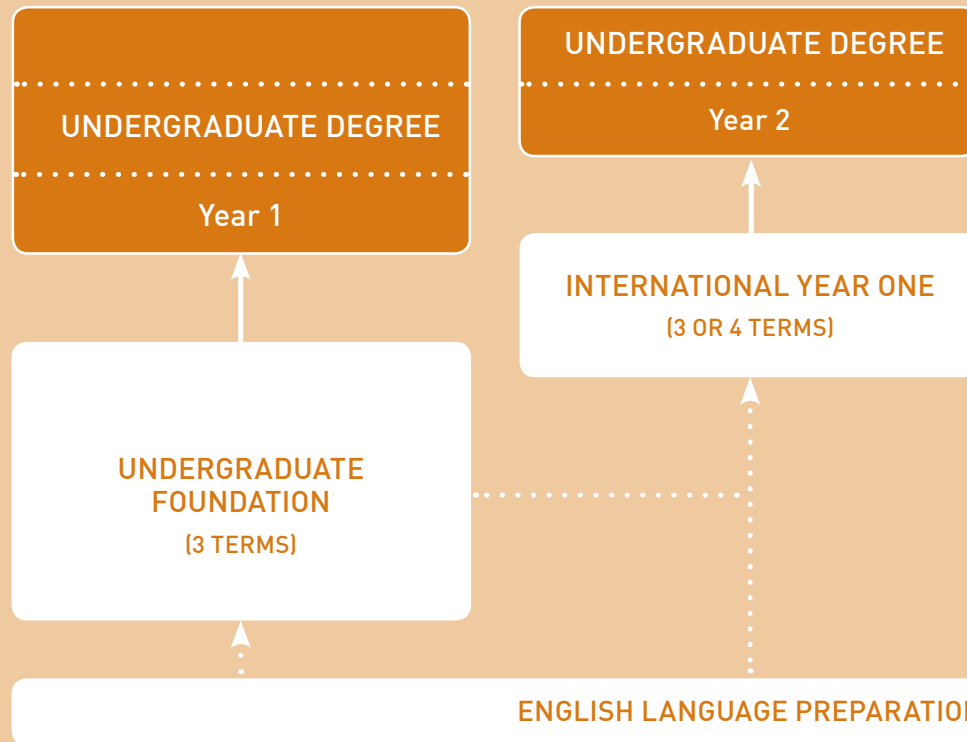 UNDERGRADUATE DEGREE
Year 1
UNDERGRADUATE DEGREE
Year 2
INTERNATIONAL YEAR ONE
(3 OR 4 TERMS)
UNDERGRADUATE
FOUNDATION
(3 TERMS)
ENGLISH LANGUAGE PREPARATION